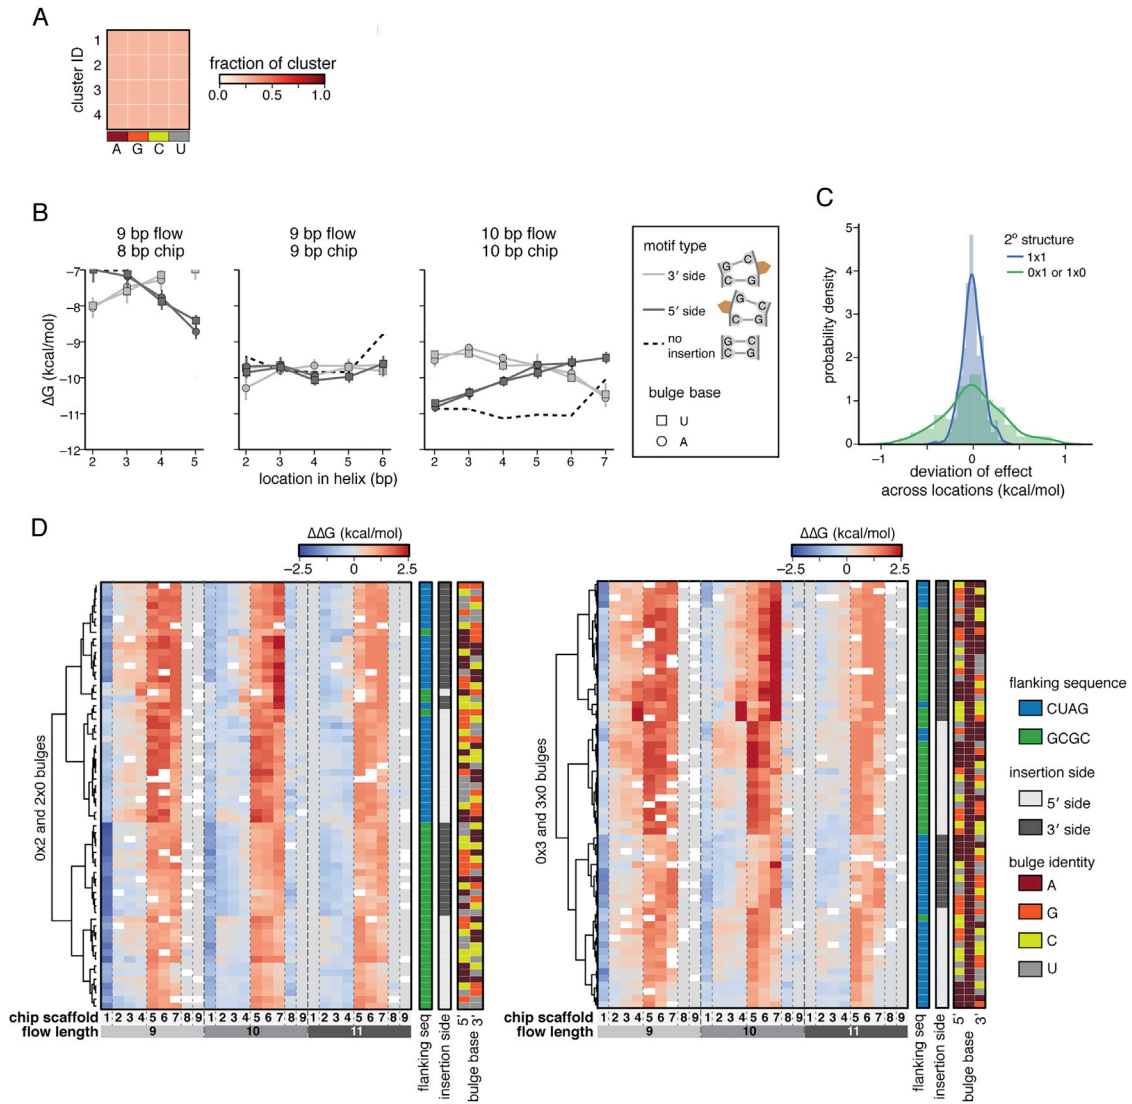 A
cluster ID
1
2
3
4
A G C U
fraction of cluster
0.0 0.5 1.0
B
9 bp flow
8 bp chip
9 bp flow
9 bp chip
10 bp flow
10 bp chip
ΔG (kcal/mol)
−7
−8
−9
−10
−11
−12
2 3 4 5
2 3 4 5 6
2 3 4 5 6 7
location in helix (bp)
motif type
3′ side
G C
C G
5′ side
G C
C G
no
insertion
G C
C G
bulge base
U
A
C
probability density
5
4
3
2
1
0
−1 0 1
deviation of effect
across locations (kcal/mol)
2° structure
1x1
0x1 or 1x0
D
ΔΔG (kcal/mol)
−2.5 0 2.5
0x2 and 2x0 bulges
chip scaffold 1 2 3 4 5 6 7 8 9 1 2 3 4 5 6 7 8 9 1 2 3 4 5 6 7 8 9
flow length 9 10 11
flanking seq
insertion side
5′ 3′
bulge base
ΔΔG (kcal/mol)
−2.5 0 2.5
0x3 and 3x0 bulges
chip scaffold 1 2 3 4 5 6 7 8 9 1 2 3 4 5 6 7 8 9 1 2 3 4 5 6 7 8 9
flow length 9 10 11
flanking seq
insertion side
5′ 3′
bulge base
flanking sequence
CUAG
GCGC
insertion side
5′ side
3′ side
bulge identity
A
G
C
U